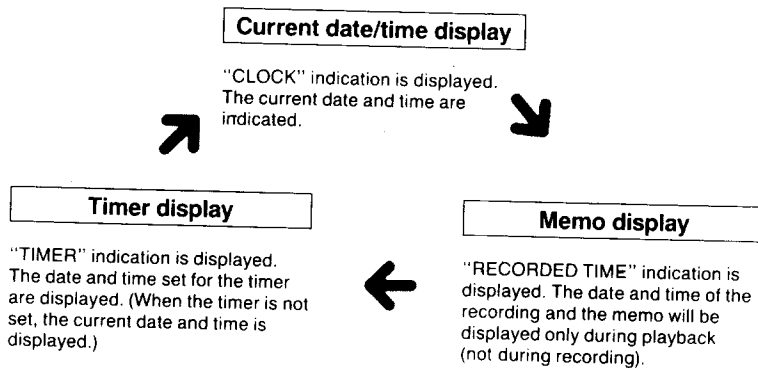 Current date/time display
"CLOCK" indication is displayed.
The current date and time are
indicated.
Timer display
"TIMER" indication is displayed.
The date and time set for the timer
are displayed. (When the timer is not
set, the current date and time is
displayed.)
Memo display
"RECORDED TIME" indication is
displayed. The date and time of the
recording and the memo will be
displayed only during playback
(not during recording).